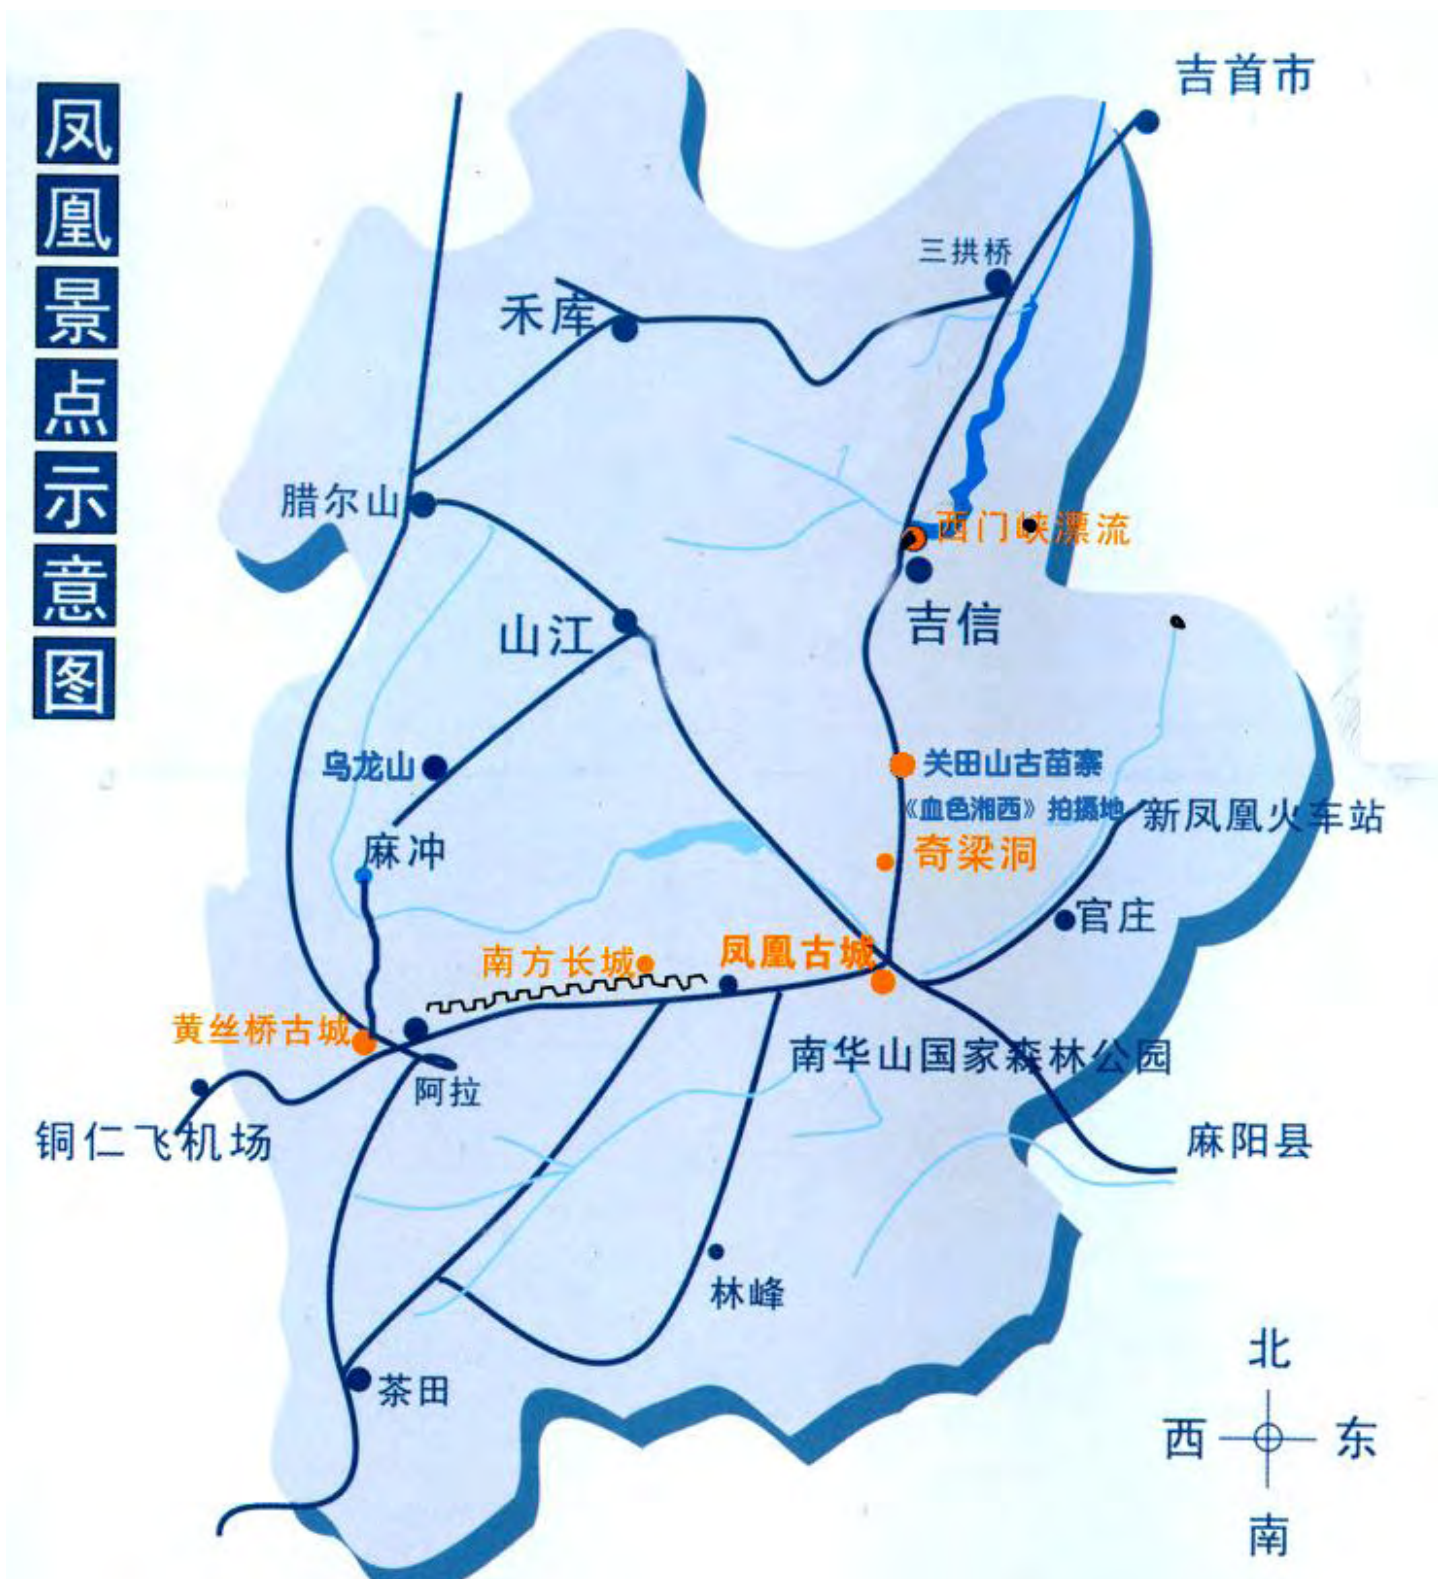 凤凰景点示意图
吉首市
三拱桥
禾库
腊尔山
西门峡漂流
吉信
山江
乌龙山
关田山古苗寨
《血色湘西》拍摄地
新凤凰火车站
麻冲
奇梁洞
官庄
南方长城
凤凰古城
黄丝桥古城
南华山国家森林公园
阿拉
铜仁飞机场
麻阳县
林峰
茶田
北
西
东
南